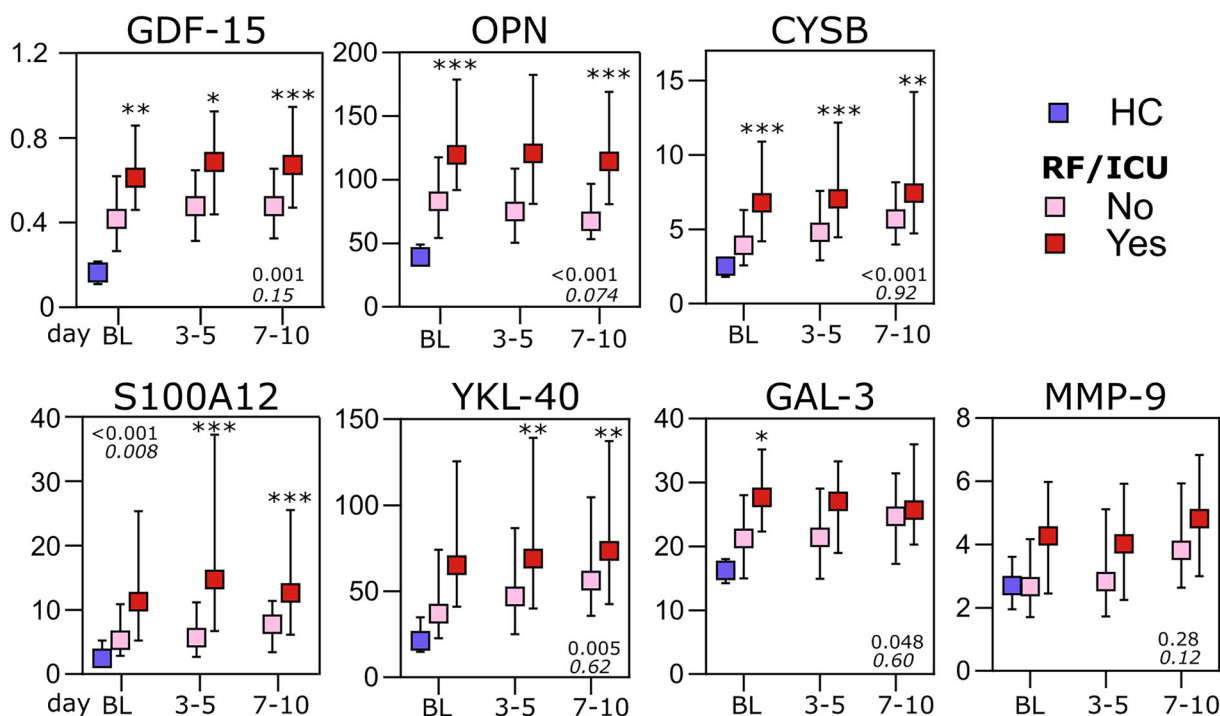 GDF-15
1.2
0.8
0.4
0
** * ***
0.001
0.15
day BL 3-5 7-10
OPN
200
150
100
50
0
*** ***
<0.001
0.074
BL 3-5 7-10
CYSB
15
10
5
0
*** *** **
<0.001
0.92
BL 3-5 7-10
HC
RF/ICU
No
Yes
S100A12
40
30
20
10
0
<0.001
0.008
*** ***
day BL 3-5 7-10
YKL-40
150
100
50
0
** **
0.005
0.62
BL 3-5 7-10
GAL-3
40
30
20
10
0
*
0.048
0.60
BL 3-5 7-10
MMP-9
8
6
4
2
0
0.28
0.12
BL 3-5 7-10